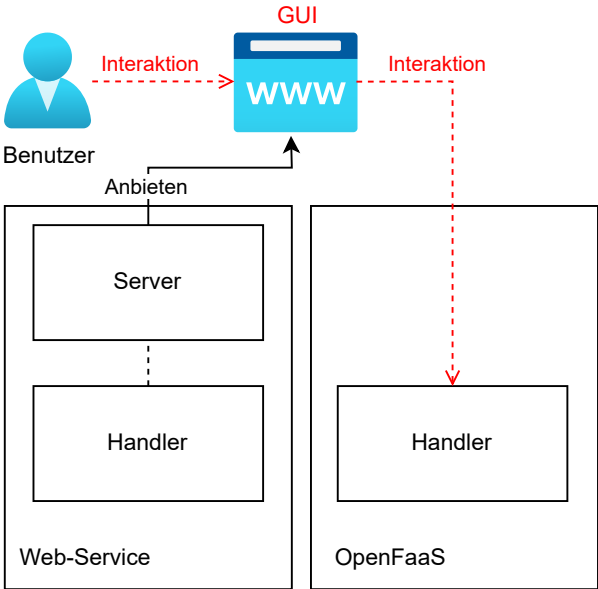 GUI
Interaktion
Interaktion
www
Benutzer
Anbieten
Server
Handler
Handler
Web-Service
OpenFaaS